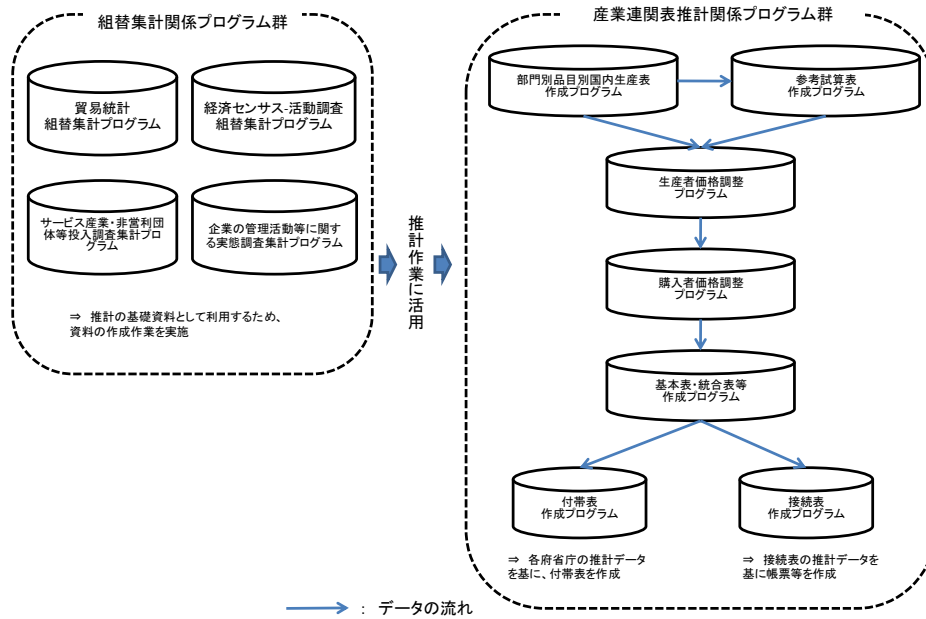 組替集計関係プログラム群
貿易統計
組替集計プログラム
経済センサス-活動調査
組替集計プログラム
サービス産業・非営利団
体等投入調査集計プロ
グラム
企業の管理活動等に関す
る実態調査集計プログラム
⇒ 推計の基礎資料として利用するため、
資料の作成作業を実施
推計作業に活用
産業連関表推計関係プログラム群
部門別品目別国内生産表
作成プログラム
参考試算表
作成プログラム
生産者価格調整
プログラム
購入者価格調整
プログラム
基本表・統合表等
作成プログラム
付帯表
作成プログラム
接続表
作成プログラム
⇒ 各府省庁の推計データ
を基に、付帯表を作成
⇒ 接続表の推計データを
基に帳票等を作成
： データの流れ